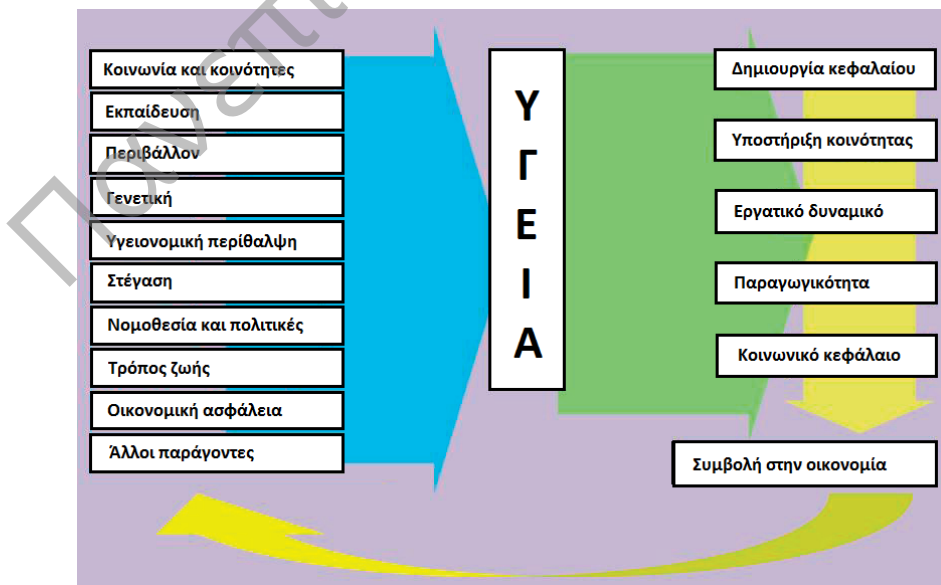 Κοινωνία και κοινότητες
Εκπαίδευση
Περιβάλλον
Γενετική
Υγειονομική περίθαλψη
Στέγαση
Νομοθεσία και πολιτικές
Τρόπος ζωής
Οικονομική ασφάλεια
Άλλοι παράγοντες
ΥΓΕΙΑ
Δημιουργία κεφαλαίου
Υποστήριξη κοινότητας
Εργατικό δυναμικό
Παραγωγικότητα
Κοινωνικό κεφάλαιο
Συμβολή στην οικονομία